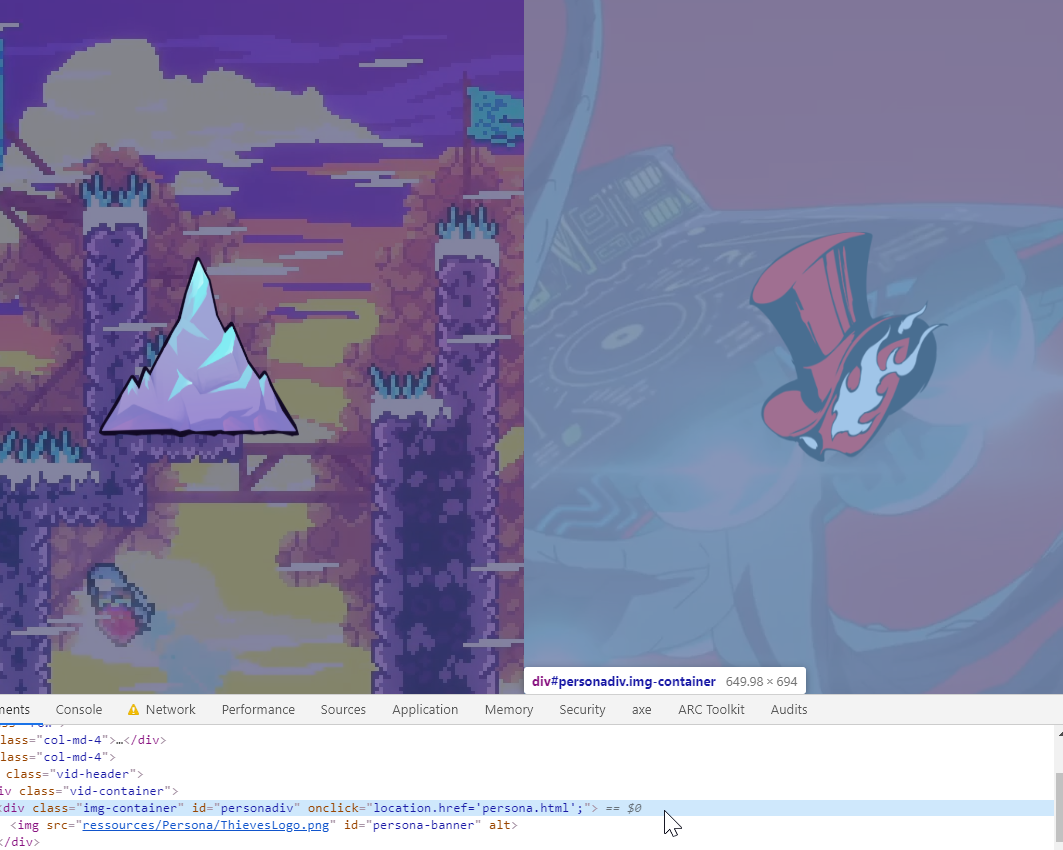 div#personadiv.img-container 649.98 × 694
ments Console Network Performance Sources Application Memory Security axe ARC Toolkit Audits
lass="col-md-4">…</div>
lass="col-md-4">
class="vid-header">
iv class="vid-container">
<div class="img-container" id="personadiv" onclick="location.href='persona.html';"> == $0
<img src="ressources/Persona/ThievesLogo.png" id="persona-banner" alt>
</div>